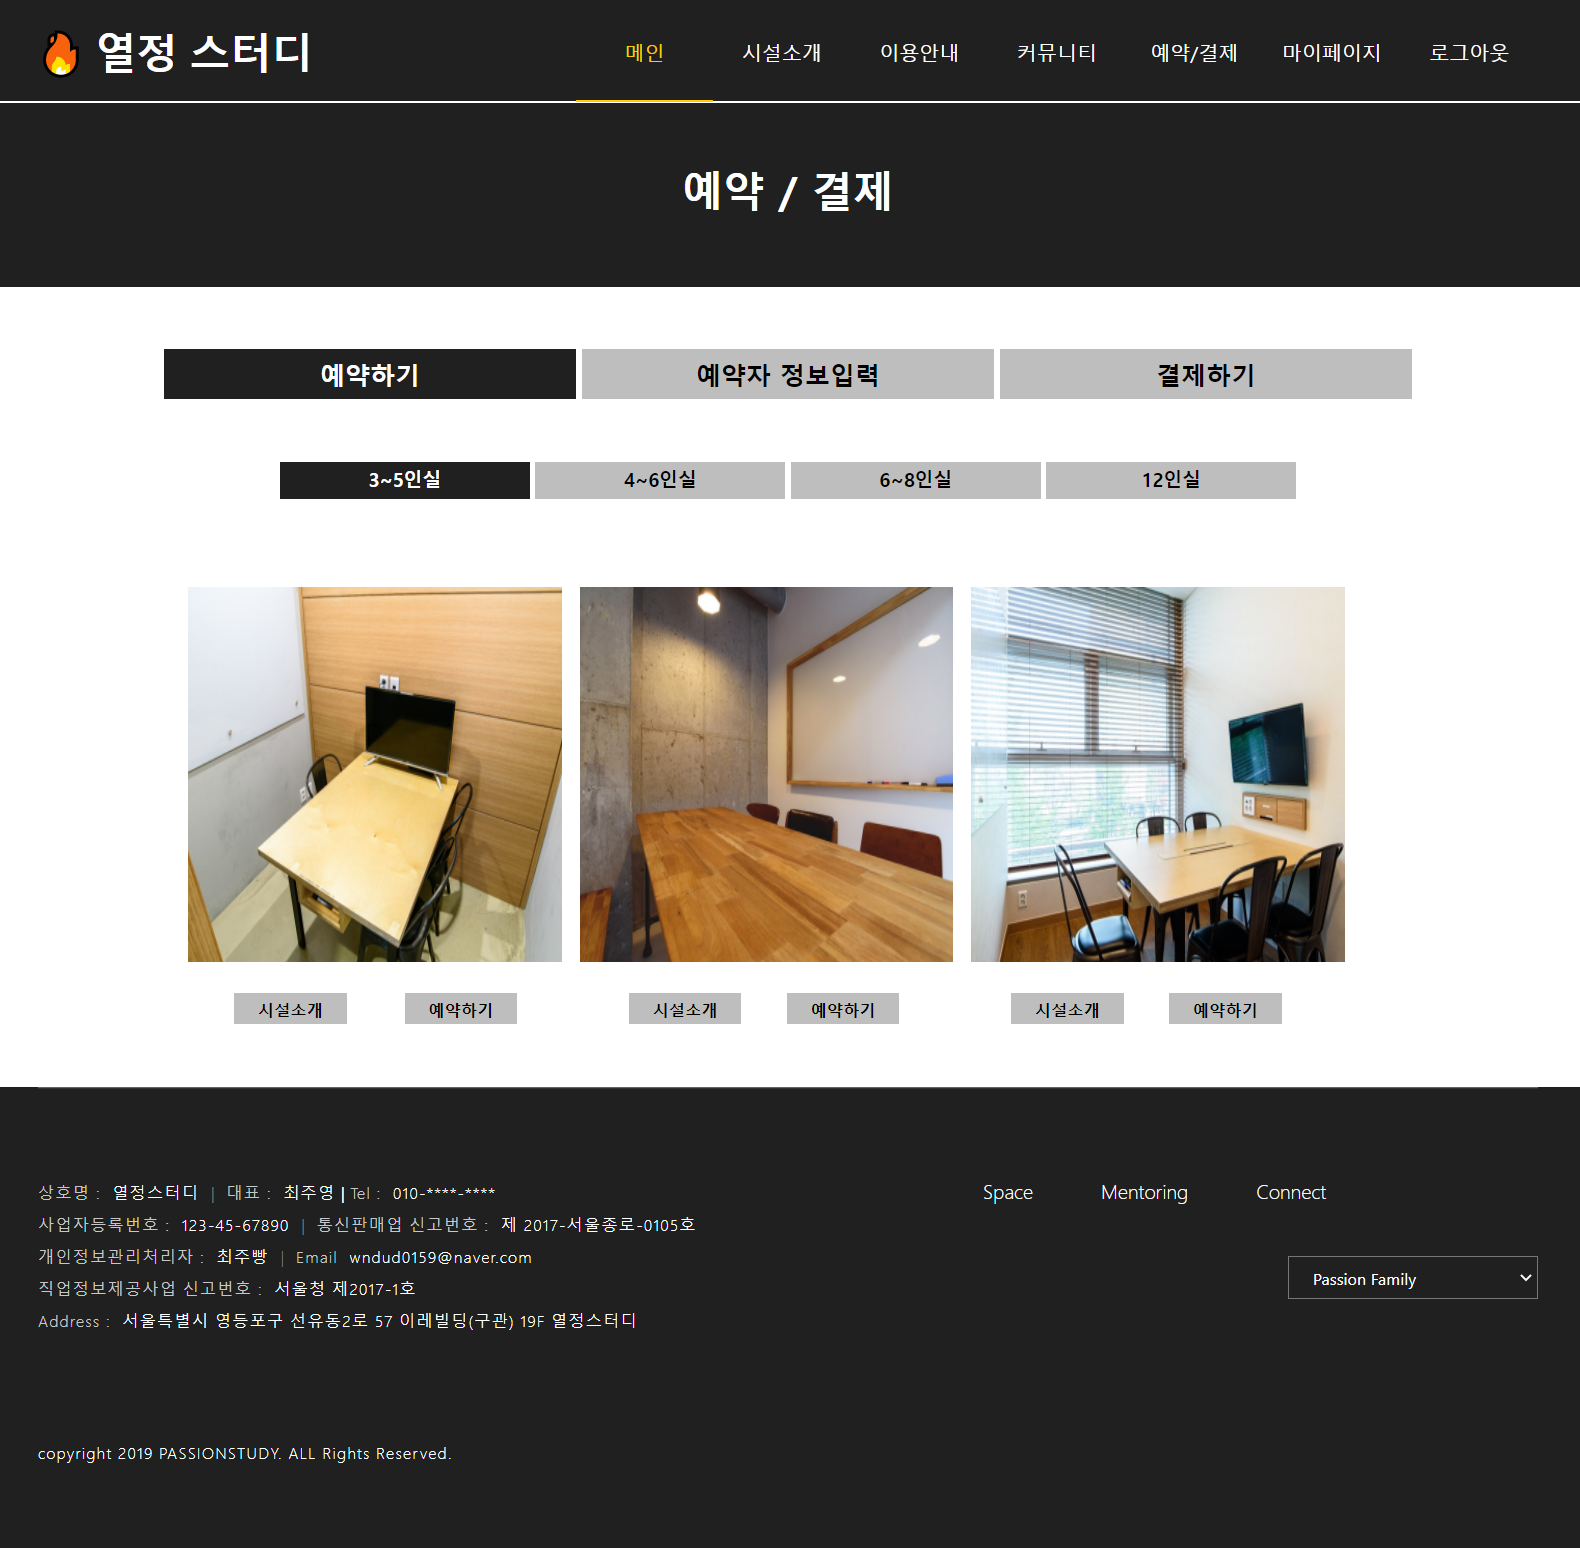 열정 스터디
메인 시설소개 이용안내 커뮤니티 예약/결제 마이페이지 로그아웃
예약 / 결제
예약하기 예약자 정보입력 결제하기
3~5인실 4~6인실 6~8인실 12인실
시설소개 예약하기 시설소개 예약하기 시설소개 예약하기
상호명 : 열정스터디 | 대표 : 최주영 | Tel : 010-****-****
사업자등록번호 : 123-45-67890 | 통신판매업 신고번호 : 제 2017-서울종로-0105호
개인정보관리처리자 : 최주빵 | Email wndud0159@naver.com
직업정보제공사업 신고번호 : 서울청 제2017-1호
Address : 서울특별시 영등포구 선유동2로 57 이레빌딩(구관) 19F 열정스터디
Space Mentoring Connect
Passion Family
copyright 2019 PASSIONSTUDY. ALL Rights Reserved.